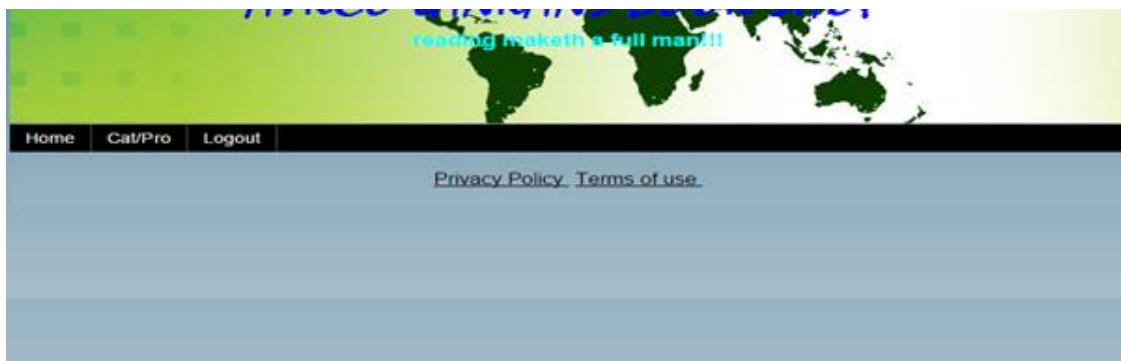 reading maketh a full man!!!
Home Cat/Pro Logout
Privacy Policy Terms of use